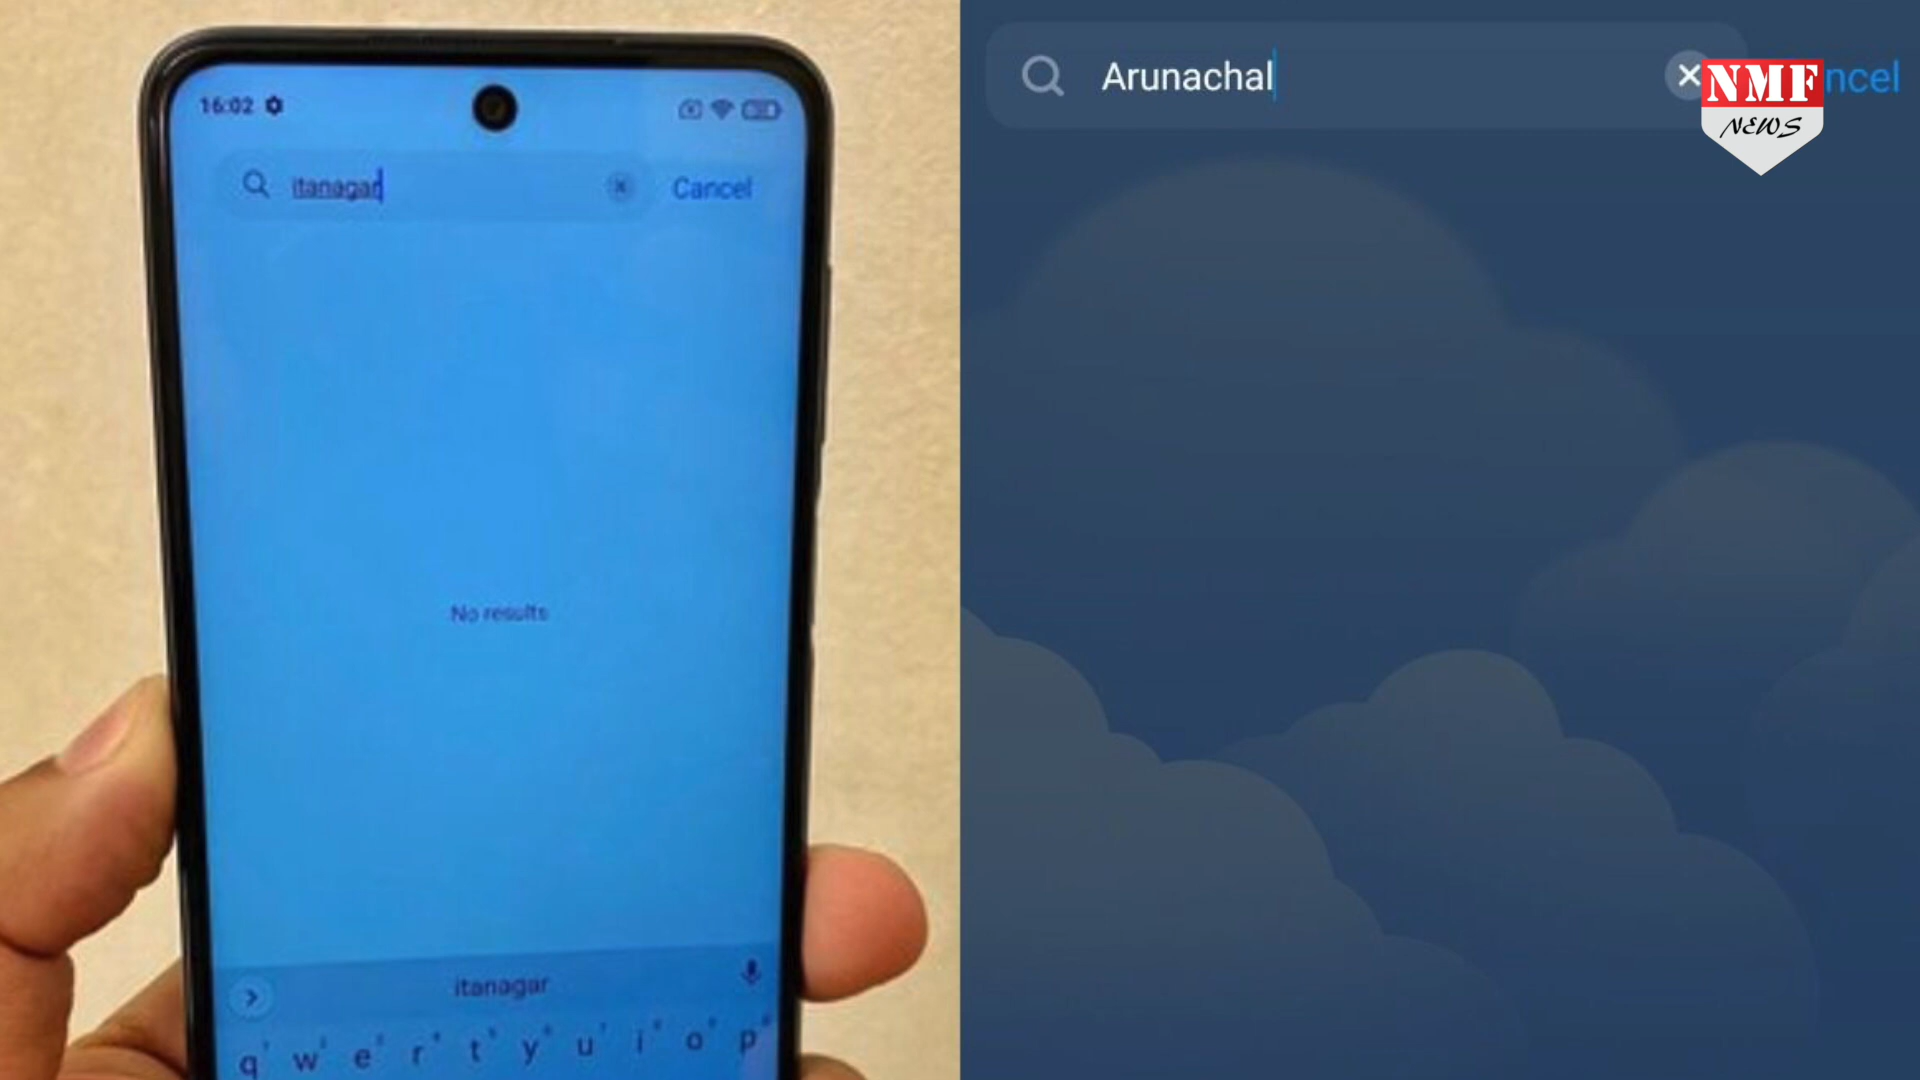 16:02
itanagar
Cancel
No results
itanagar
q w e r t y u i o p
Arunachal
ncel
NMF
NEWS